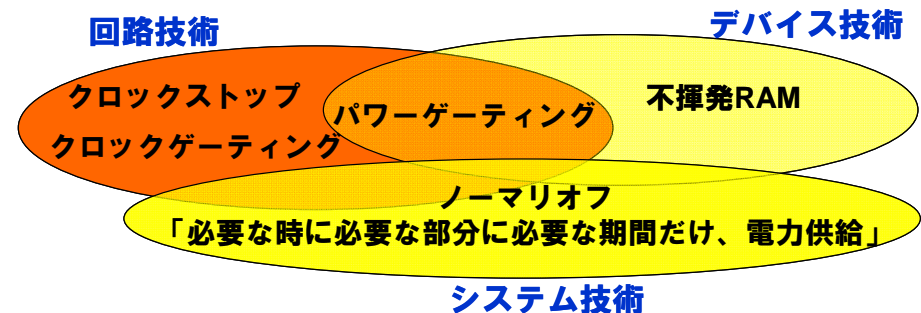 回路技術
デバイス技術
クロックストップ
パワーゲーティング
不揮発RAM
クロックゲーティング
ノーマリオフ
「必要な時に必要な部分に必要な期間だけ、電力供給」
システム技術